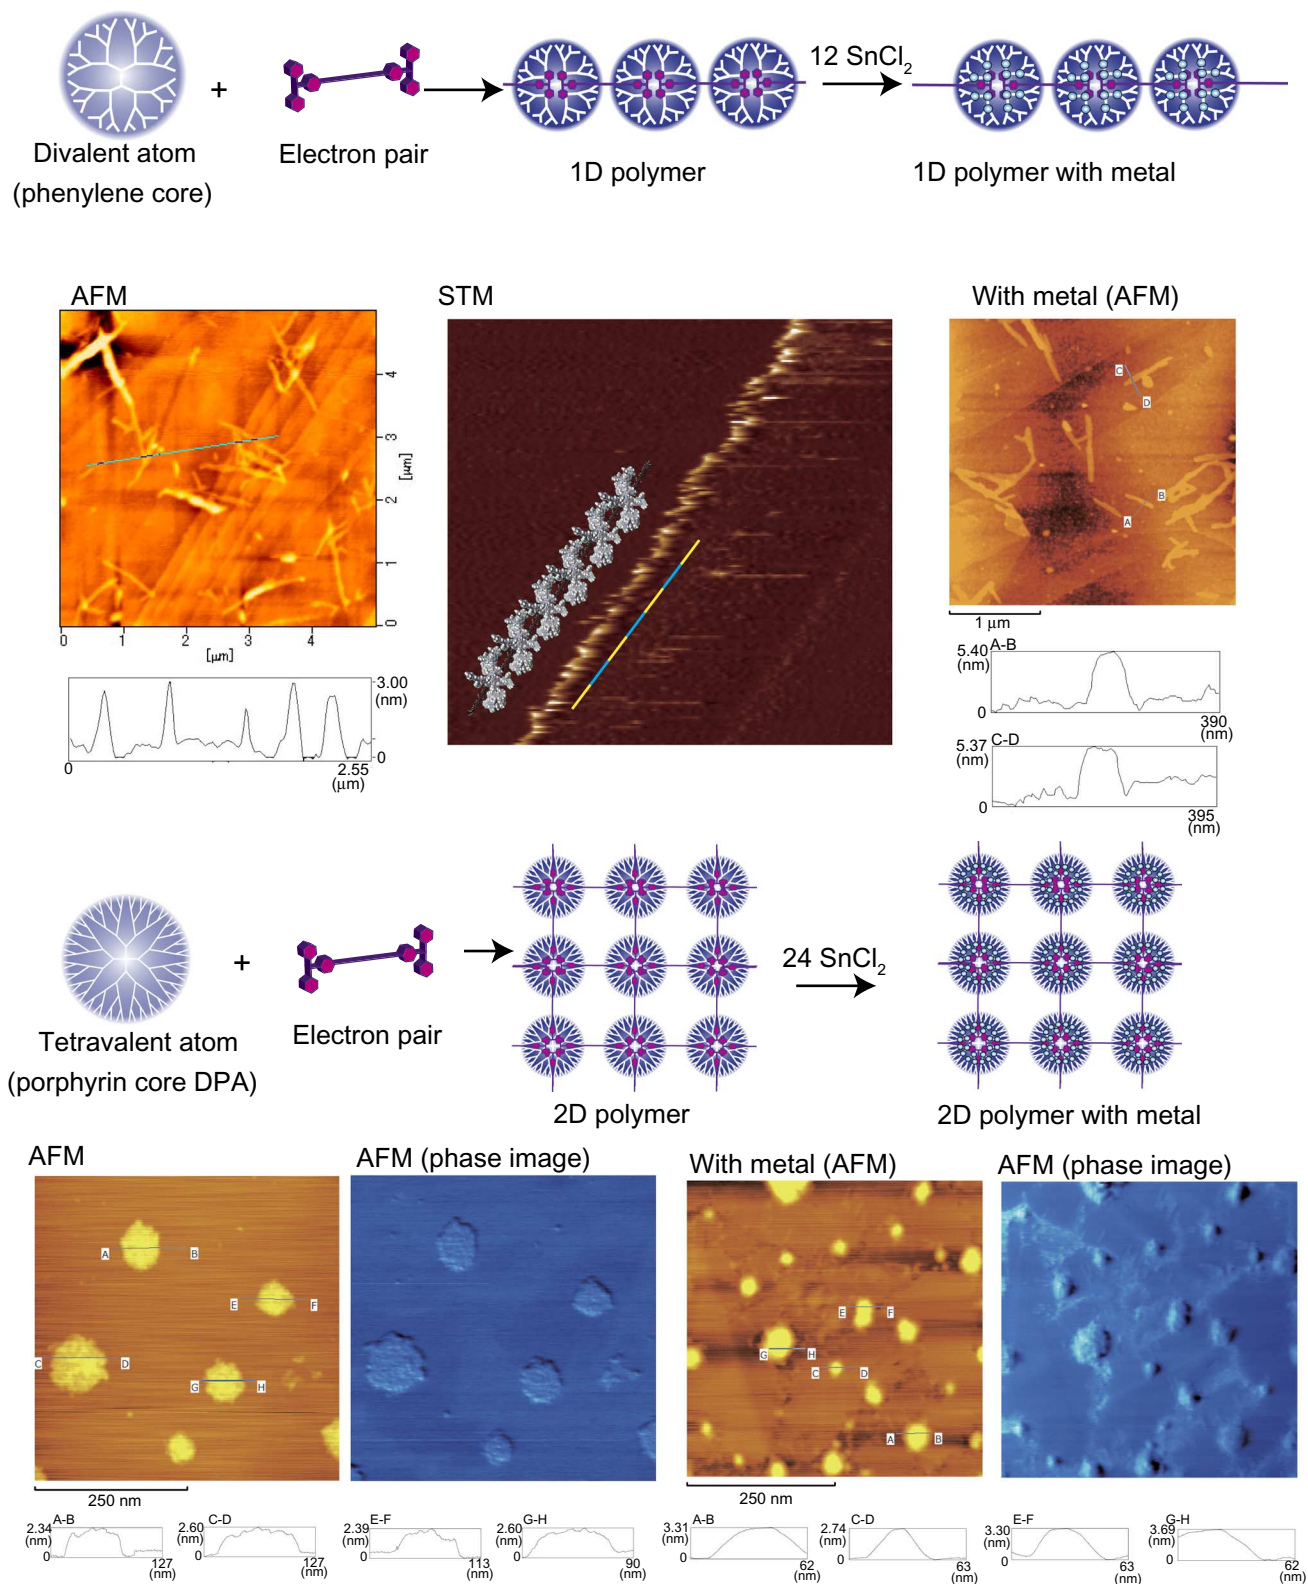 Divalent atom
(phenylene core)
+
Electron pair
1D polymer
12 SnCl₂
1D polymer with metal
AFM
STM
With metal (AFM)
4
3
[µm]
2
1
0
0 1 2 3 4
[µm]
3.00
(nm)
0
0
2.55
(µm)
C
D
B
A
1 µm
A-B
5.40
(nm)
0
390
(nm)
C-D
5.37
(nm)
0
395
(nm)
Tetravalent atom
(porphyrin core DPA)
+
Electron pair
2D polymer
24 SnCl₂
2D polymer with metal
AFM
AFM (phase image)
With metal (AFM)
AFM (phase image)
A B
E F
C D
G H
250 nm
E F
G H
C D
A B
250 nm
A-B
2.34
(nm)
0
127
(nm)
C-D
2.60
(nm)
0
127
(nm)
E-F
2.39
(nm)
0
113
(nm)
G-H
2.60
(nm)
0
90
(nm)
A-B
3.31
(nm)
0
62
(nm)
C-D
2.74
(nm)
0
63
(nm)
E-F
3.30
(nm)
0
63
(nm)
G-H
3.69
(nm)
0
62
(nm)